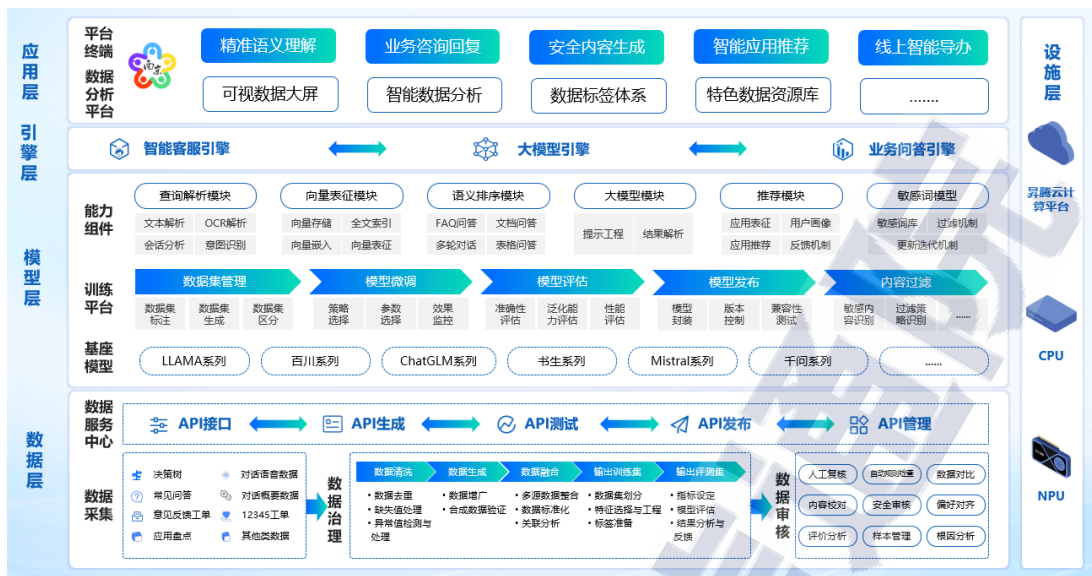 应用层
平台终端
数据分析平台
南京
精准语义理解
业务咨询回复
安全内容生成
智能应用推荐
线上智能导办
可视数据大屏
智能数据分析
数据标签体系
特色数据资源库
.......
引擎层
智能客服引擎
大模型引擎
业务问答引擎
模型层
能力组件
查询解析模块
文本解析
OCR解析
会话分析
意图识别
向量表征模块
向量存储
全文索引
向量嵌入
向量表征
语义排序模块
FAQ问答
文档问答
多轮对话
表格问答
大模型模块
提示工程
结果解析
推荐模块
应用表征
用户画像
应用推荐
反馈机制
敏感词模型
敏感词库
过滤机制
更新迭代机制
训练平台
数据集管理
数据集标注
数据集生成
数据集区分
模型微调
策略选择
参数选择
效果监控
模型评估
准确性评估
泛化能力评估
性能评估
模型发布
模型封装
版本控制
兼容性测试
内容过滤
敏感内容识别
过滤策略识别
......
基座模型
LLAMA系列
百川系列
ChatGLM系列
书生系列
Mistral系列
千问系列
......
数据层
数据服务中心
API接口
API生成
API测试
API发布
API管理
数据采集
决策树
对话语音数据
常见问答
对话概要数据
意见反馈工单
12345工单
应用盘点
其他类数据
数据治理
数据清洗
·数据去重
·缺失值处理
·异常值检测与处理
数据生成
·数据增广
·合成数据验证
数据融合
·多源数据整合
·数据标准化
·关联分析
输出训练集
·数据集划分
·特征选择与工程
·标签准备
输出评测集
·指标设定
·模型评估
·结果分析与反馈
数据审核
人工复核
自动规则检查
数据对比
内容校对
安全审核
偏好对齐
评价分析
样本管理
根因分析
设施层
昇腾云计算平台
CPU
NPU